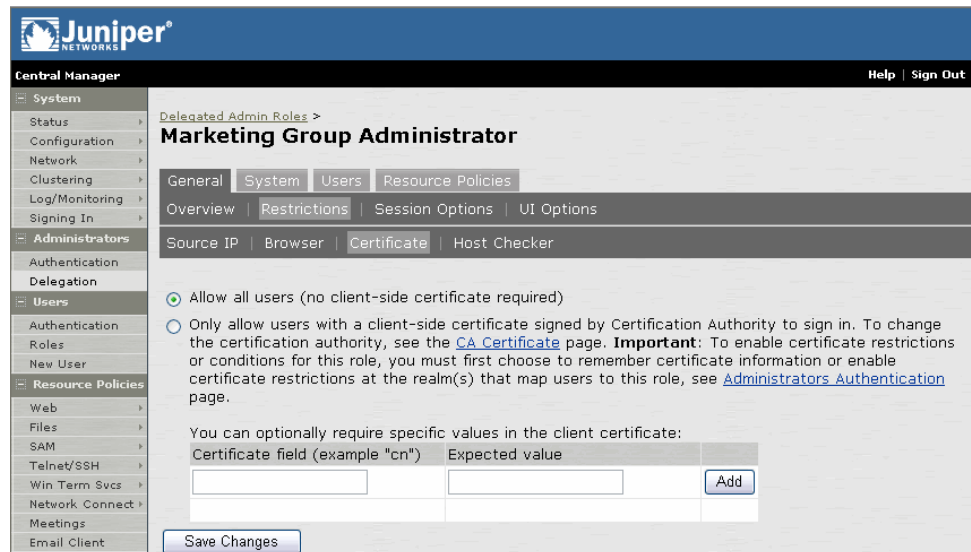 Juniper®
NETWORKS
Central Manager
Help | Sign Out
System
Status
Configuration
Network
Clustering
Log/Monitoring
Signing In
Administrators
Authentication
Delegation
Users
Authentication
Roles
New User
Resource Policies
Web
Files
SAM
Telnet/SSH
Win Term Svcs
Network Connect
Meetings
Email Client
Delegated Admin Roles >
Marketing Group Administrator
General System Users Resource Policies
Overview | Restrictions | Session Options | UI Options
Source IP | Browser | Certificate | Host Checker
Allow all users (no client-side certificate required)
Only allow users with a client-side certificate signed by Certification Authority to sign in. To change
the certification authority, see the CA Certificate page. Important: To enable certificate restrictions
or conditions for this role, you must first choose to remember certificate information or enable
certificate restrictions at the realm(s) that map users to this role, see Administrators Authentication
page.
You can optionally require specific values in the client certificate:
Certificate field (example "cn") Expected value
Add
Save Changes